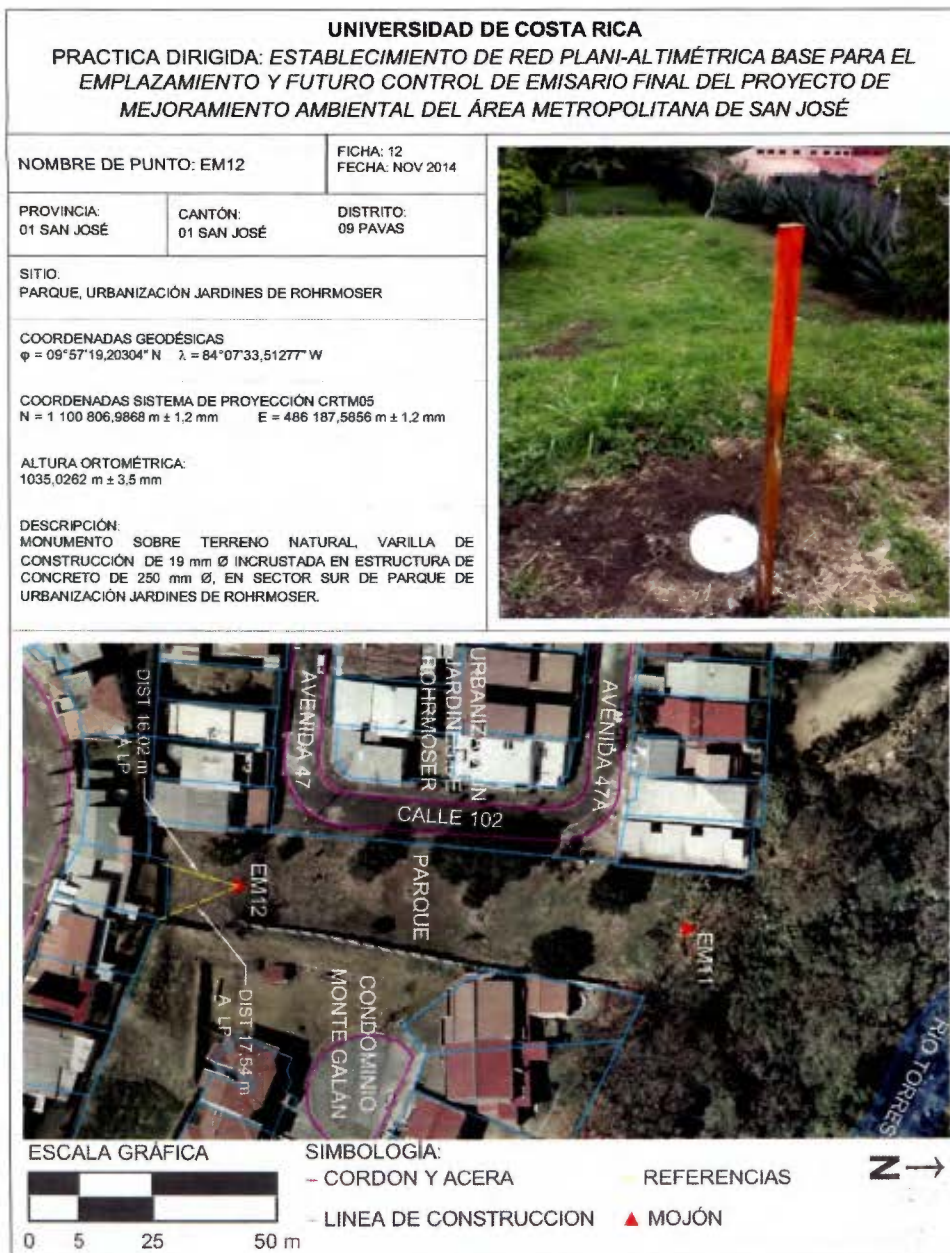 UNIVERSIDAD DE COSTA RICA
PRACTICA DIRIGIDA: ESTABLECIMIENTO DE RED PLANI-ALTIMÉTRICA BASE PARA EL
EMPLAZAMIENTO Y FUTURO CONTROL DE EMISARIO FINAL DEL PROYECTO DE
MEJORAMIENTO AMBIENTAL DEL ÁREA METROPOLITANA DE SAN JOSÉ
NOMBRE DE PUNTO: EM12
FICHA: 12
FECHA: NOV 2014
PROVINCIA:
01 SAN JOSÉ
CANTÓN:
01 SAN JOSÉ
DISTRITO:
09 PAVAS
SITIO:
PARQUE, URBANIZACIÓN JARDINES DE ROHRMOSER
COORDENADAS GEODÉSICAS
φ = 09°57'19,20304" N λ = 84°07'33,51277" W
COORDENADAS SISTEMA DE PROYECCIÓN CRTM05
N = 1 100 806,9868 m ± 1,2 mm E = 486 187,5856 m ± 1,2 mm
ALTURA ORTOMÉTRICA:
1035,0262 m ± 3,5 mm
DESCRIPCIÓN:
MONUMENTO SOBRE TERRENO NATURAL, VARILLA DE
CONSTRUCCIÓN DE 19 mm Ø INCRUSTADA EN ESTRUCTURA DE
CONCRETO DE 250 mm Ø, EN SECTOR SUR DE PARQUE DE
URBANIZACIÓN JARDINES DE ROHRMOSER.
DIST 16.02 m
A LP
AVENIDA 47
URBANIZACIÓN
JARDINES DE
ROHRMOSER
AVENIDA 47A
CALLE 102
EM12
PARQUE
EM11
DIST 17.54 m
A LP
CONDOMINIO
MONTE GALÁN
RÍO TORRES
ESCALA GRÁFICA
0 5 25 50 m
SIMBOLOGÍA:
CORDON Y ACERA
REFERENCIAS
LINEA DE CONSTRUCCION
MOJÓN
N